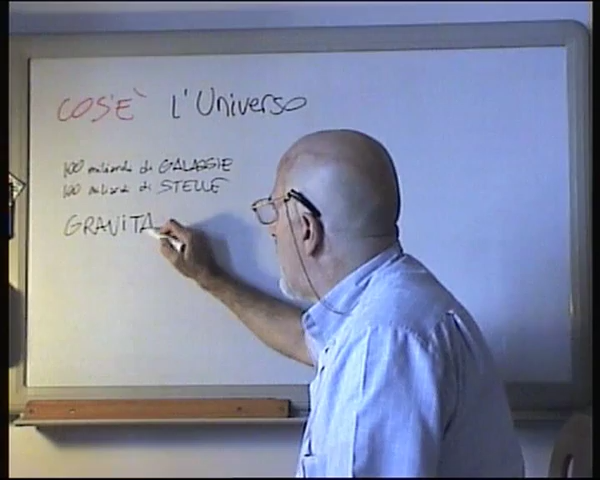 COS'È l'Universo
100 miliardi di GALASSIE
100 miliardi di STELLE
GRAVITA